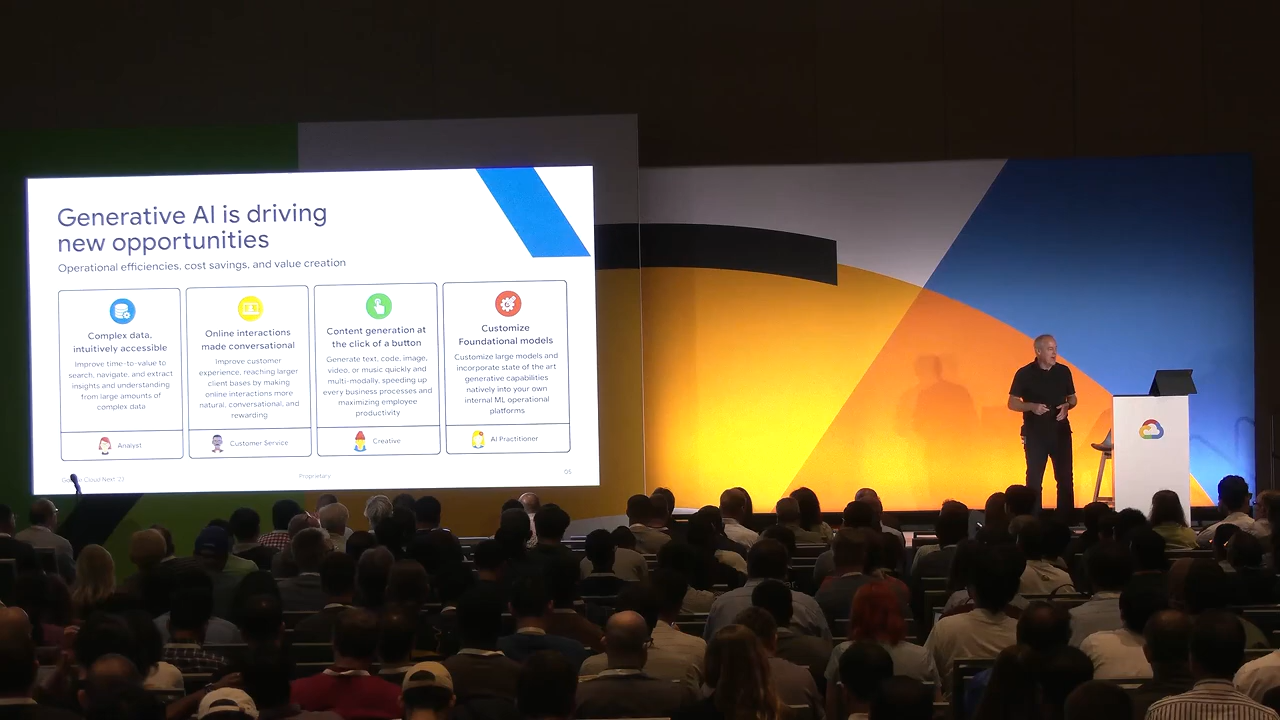 Generative AI is driving
new opportunities
Operational efficiencies, cost savings, and value creation
Complex data,
intuitively accessible
Improve time-to-value to
search, navigate, and extract
insights and understanding
from large amounts of
complex data
Analyst
Online interactions
made conversational
Improve customer
experience, reaching larger
client bases by making
online interactions more
natural, conversational, and
rewarding
Customer Service
Content generation at
the click of a button
Generate text, code, image,
video, or music quickly and
multi-modally, speeding up
every business processes and
maximizing employee
productivity
Creative
Customize
Foundational models
Customize large models and
incorporate state of the art
generative capabilities
natively into your own
internal ML operational
platforms
AI Practitioner
Cloud Next '23
Proprietary
05